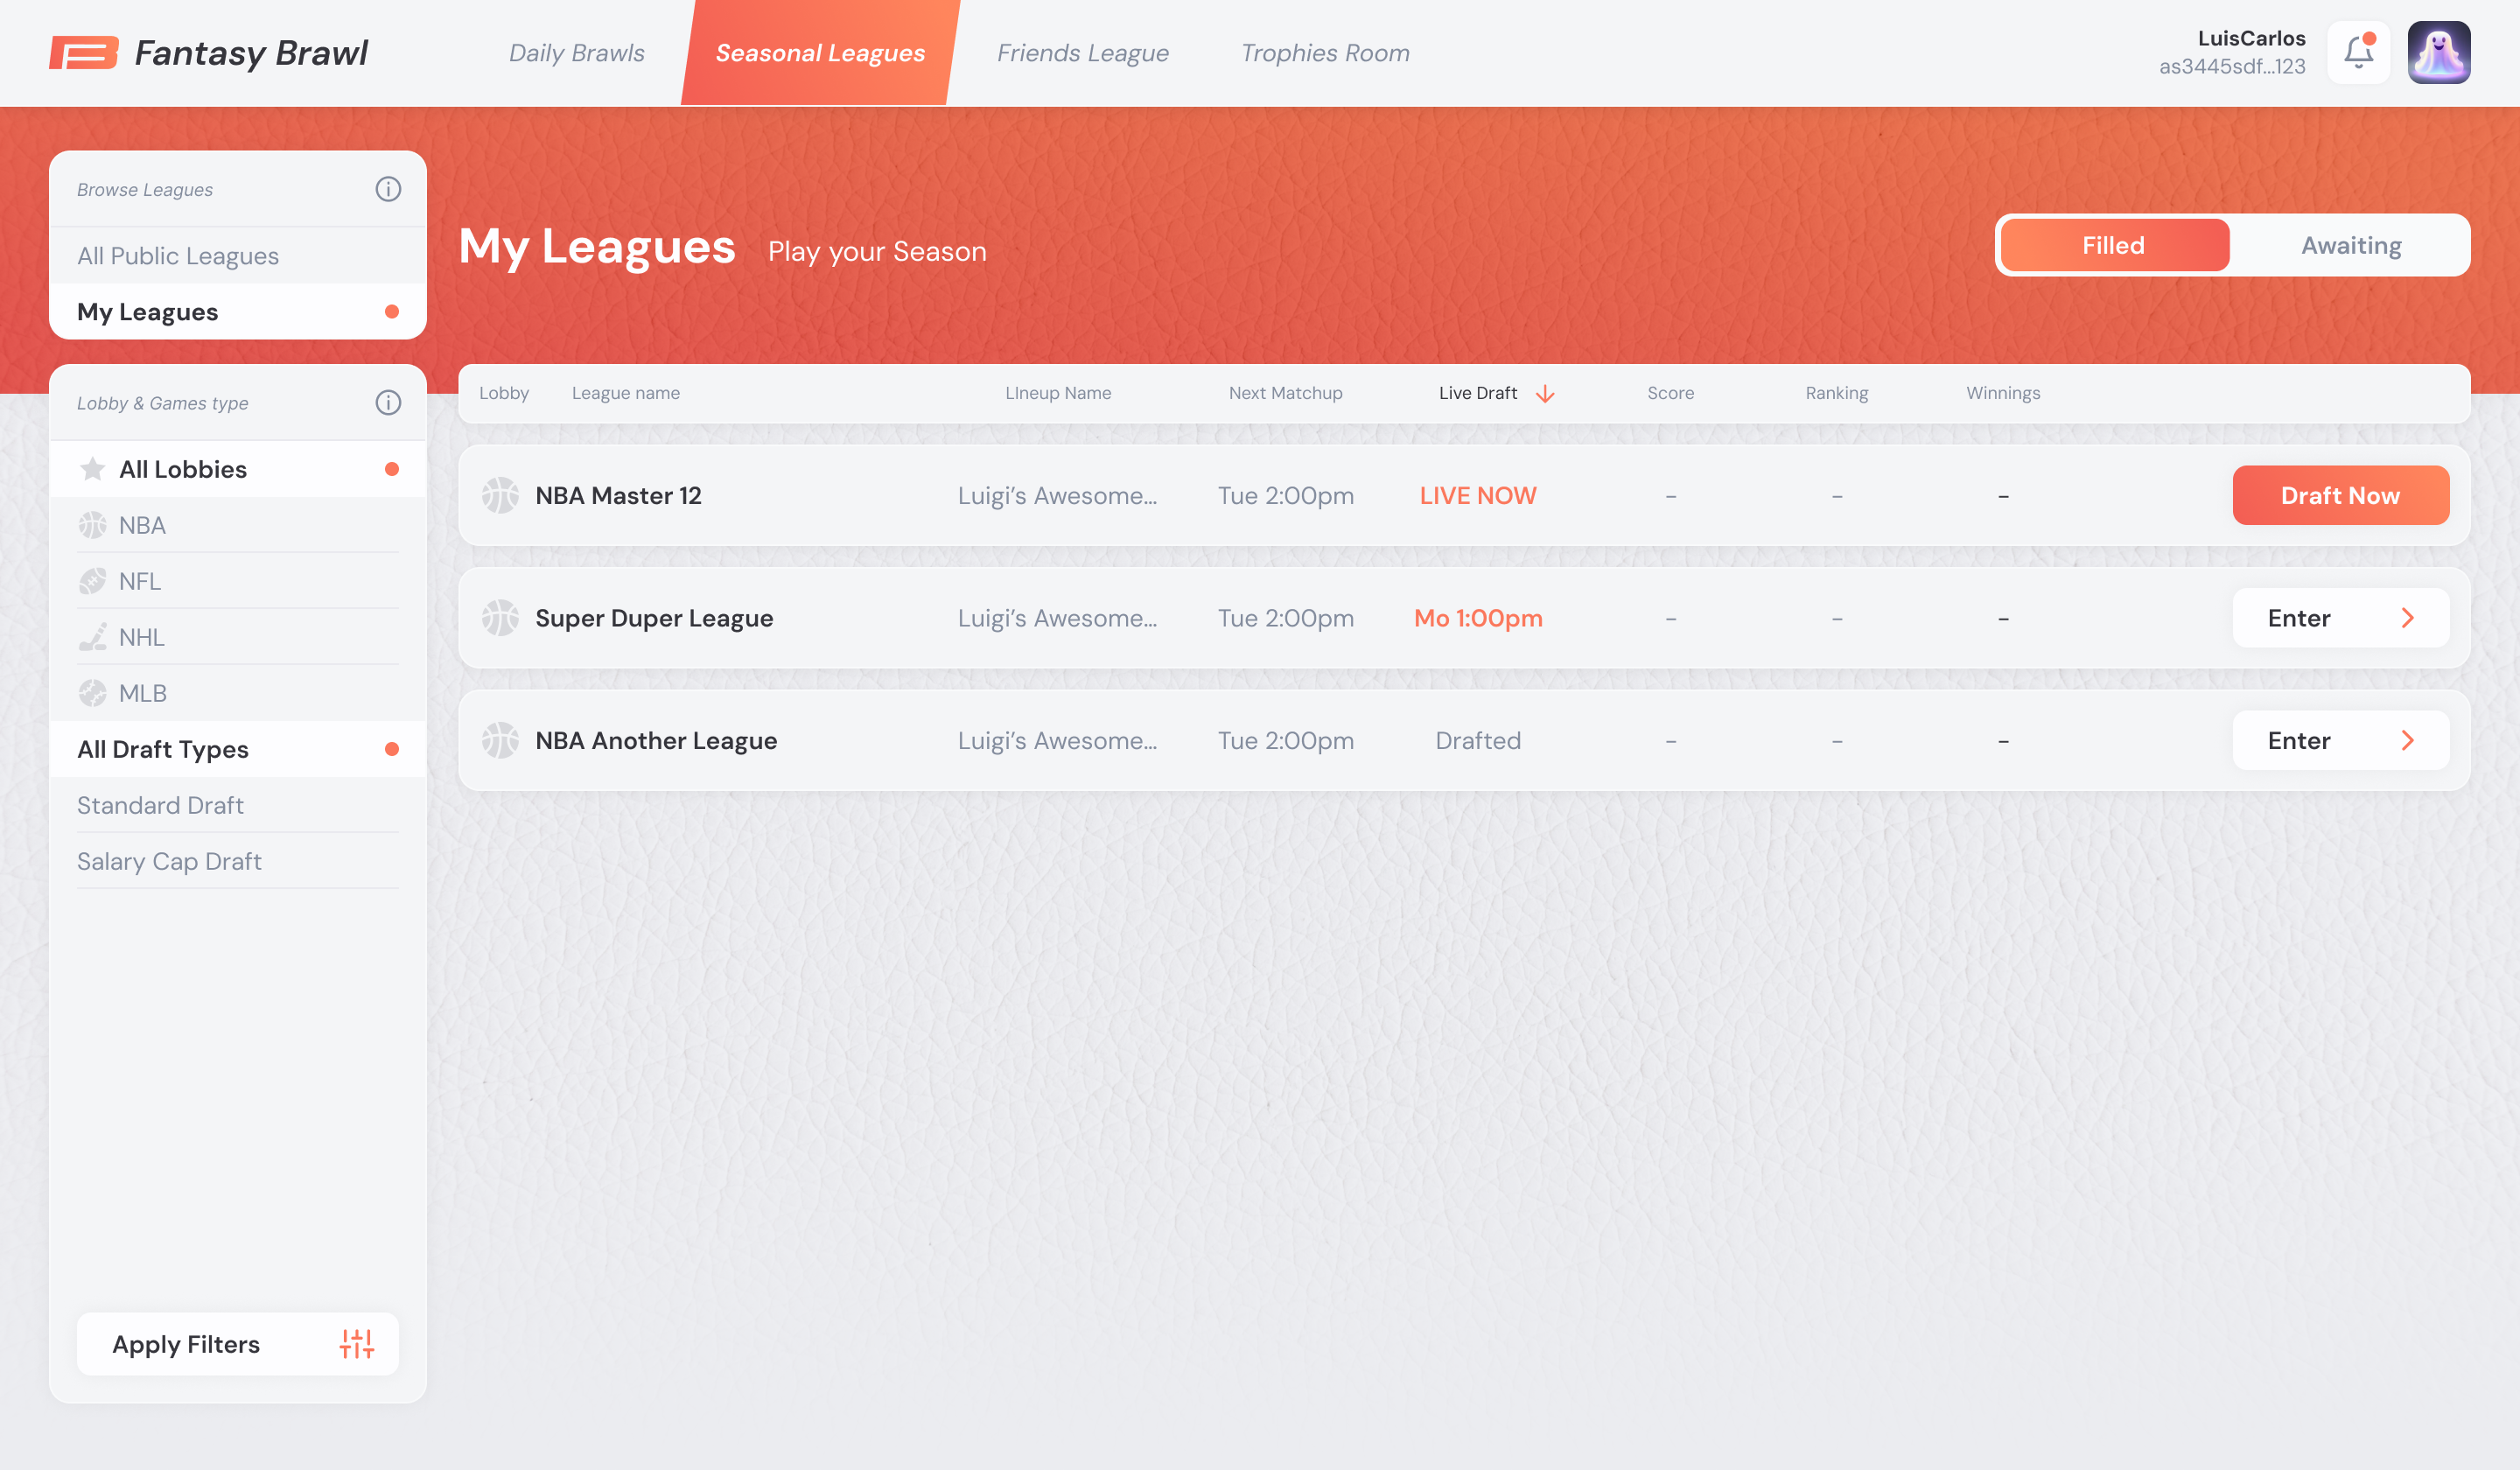 Fantasy Brawl
Daily Brawls
Seasonal Leagues
Friends League
Trophies Room
LuisCarlos
as3445sdf...123
Browse Leagues
All Public Leagues
My Leagues
My Leagues
Play your Season
Filled
Awaiting
Lobby & Games type
All Lobbies
NBA
NFL
NHL
MLB
All Draft Types
Standard Draft
Salary Cap Draft
Apply Filters
Lobby League name LIneup Name Next Matchup Live Draft Score Ranking Winnings
NBA Master 12 Luigi’s Awesome... Tue 2:00pm LIVE NOW - - - Draft Now
Super Duper League Luigi’s Awesome... Tue 2:00pm Mo 1:00pm - - - Enter
NBA Another League Luigi’s Awesome... Tue 2:00pm Drafted - - - Enter